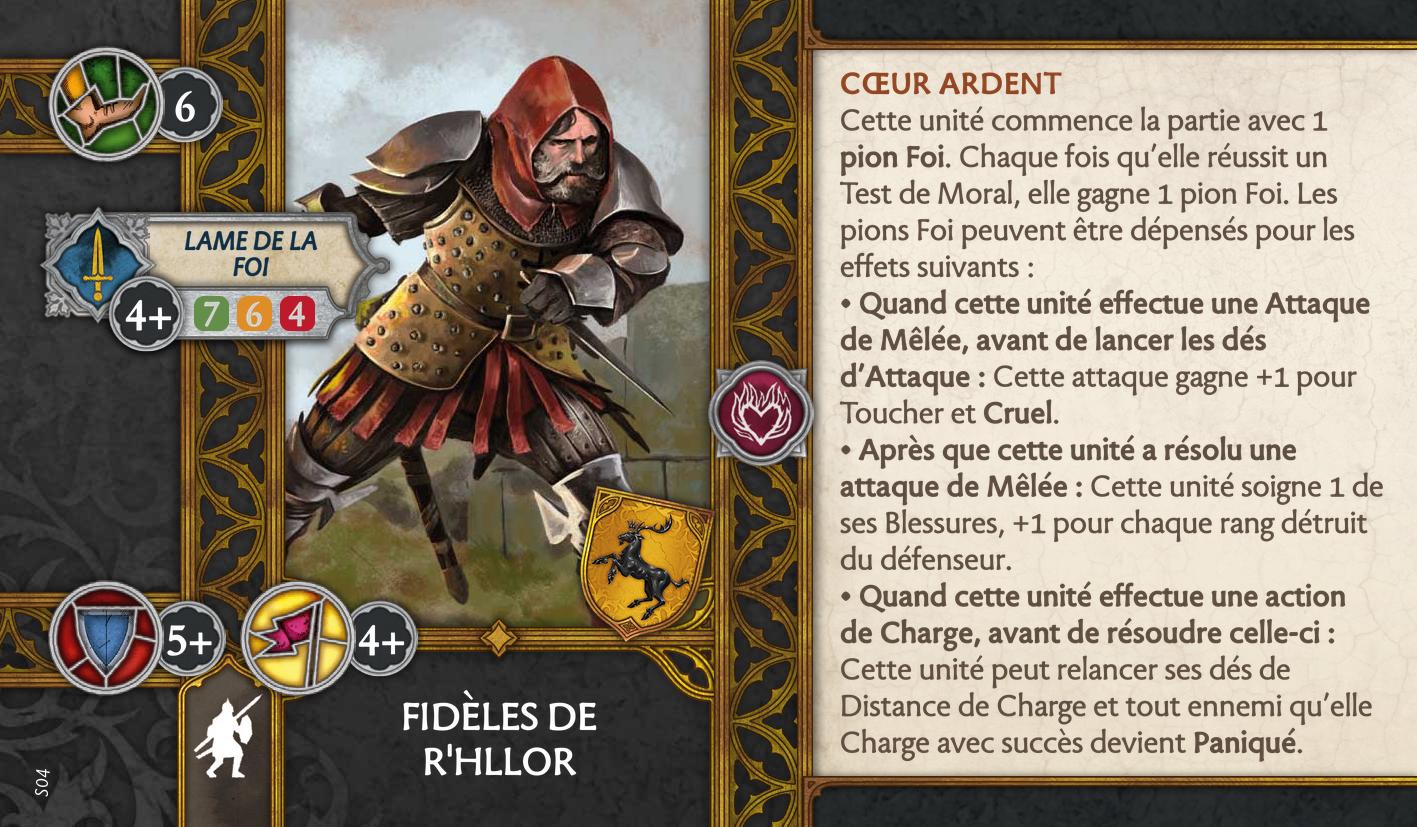 6
LAME DE LA
FOI
4+ 7 6 4
5+ 4+
FIDÈLES DE
R'HLLOR
S04
CŒUR ARDENT
Cette unité commence la partie avec 1
pion Foi. Chaque fois qu’elle réussit un
Test de Moral, elle gagne 1 pion Foi. Les
pions Foi peuvent être dépensés pour les
effets suivants :
• Quand cette unité effectue une Attaque
de Mêlée, avant de lancer les dés
d’Attaque : Cette attaque gagne +1 pour
Toucher et Cruel.
• Après que cette unité a résolu une
attaque de Mêlée : Cette unité soigne 1 de
ses Blessures, +1 pour chaque rang détruit
du défenseur.
• Quand cette unité effectue une action
de Charge, avant de résoudre celle-ci :
Cette unité peut relancer ses dés de
Distance de Charge et tout ennemi qu’elle
Charge avec succès devient Paniqué.